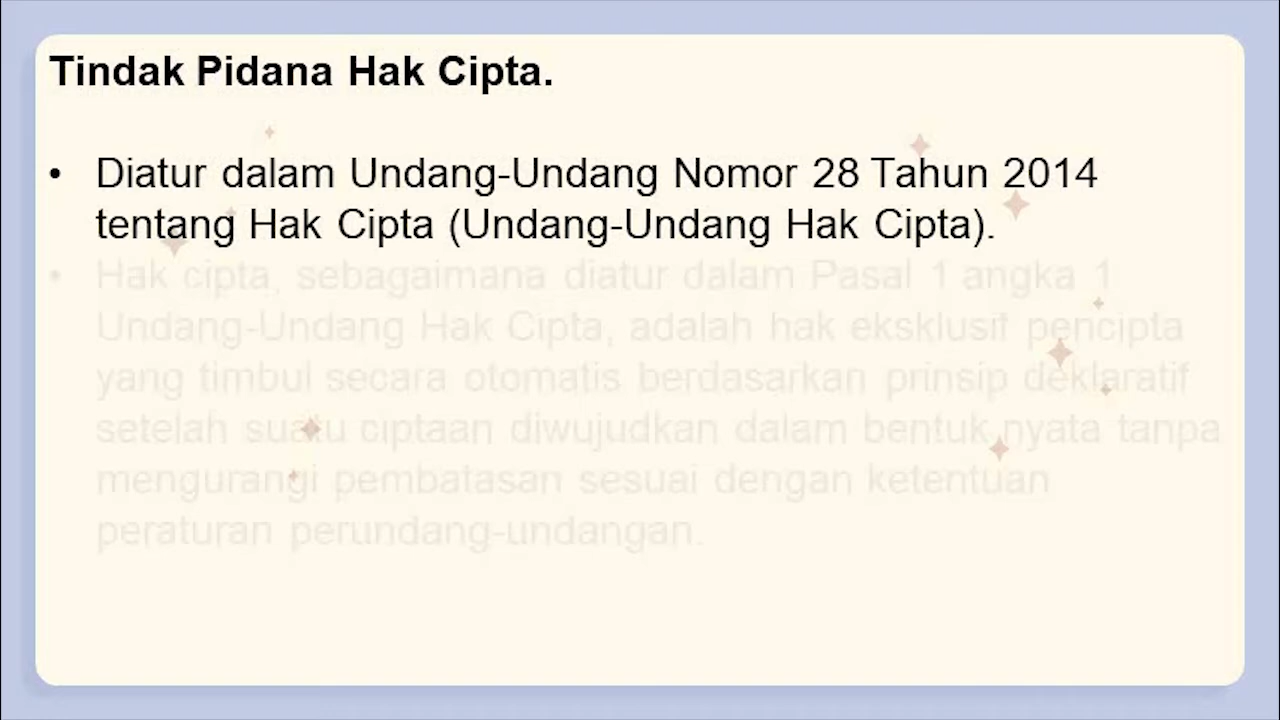 Tindak Pidana Hak Cipta.
• Diatur dalam Undang-Undang Nomor 28 Tahun 2014
tentang Hak Cipta (Undang-Undang Hak Cipta).
• Hak cipta, sebagaimana diatur dalam Pasal 1 angka 1
Undang-Undang Hak Cipta, adalah hak eksklusif pencipta
yang timbul secara otomatis berdasarkan prinsip deklaratif
setelah suatu ciptaan diwujudkan dalam bentuk nyata tanpa
mengurangi pembatasan sesuai dengan ketentuan
peraturan perundang-undangan.